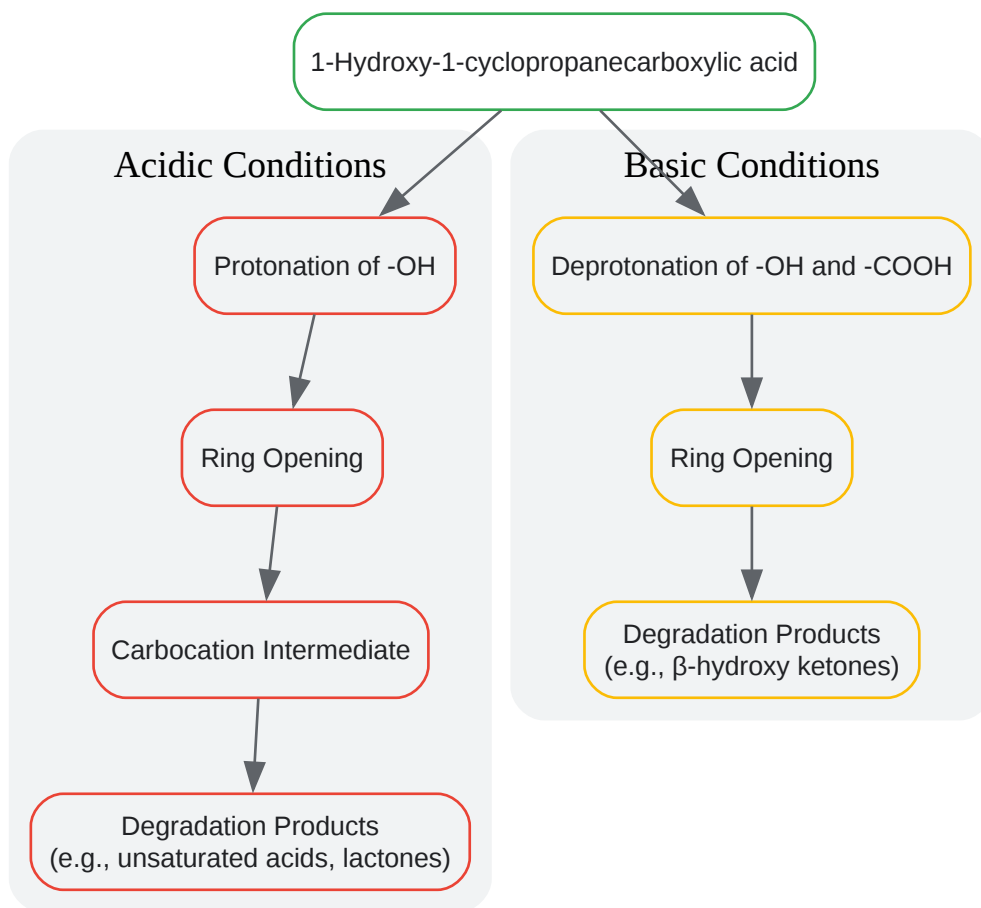 1-Hydroxy-1-cyclopropanecarboxylic acid
Acidic Conditions
Protonation of -OH
Ring Opening
Carbocation Intermediate
Degradation Products
(e.g., unsaturated acids, lactones)
Basic Conditions
Deprotonation of -OH and -COOH
Ring Opening
Degradation Products
(e.g., β-hydroxy ketones)